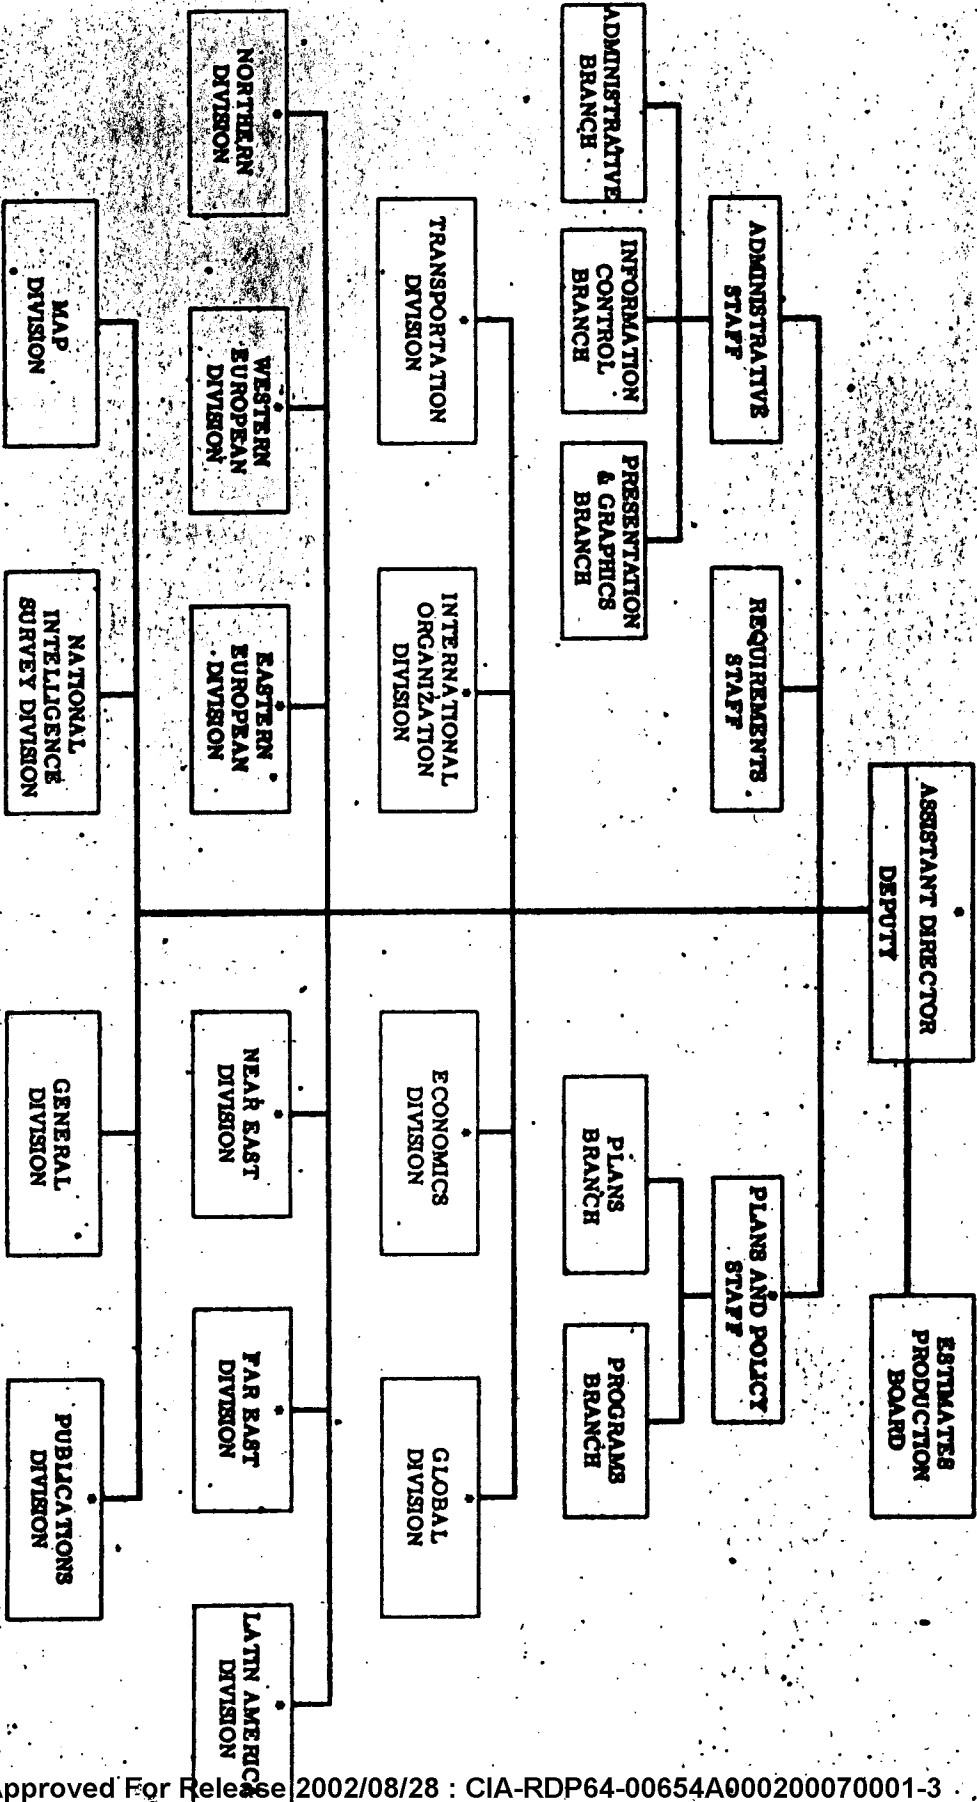 *
ASSISTANT DIRECTOR
DEPUTY
ESTIMATES
PRODUCTION
BOARD
ADMINISTRATIVE
STAFF
REQUIREMENTS
STAFF
*
PLANS AND POLICY
STAFF
ADMINISTRATIVE
BRANCH
INFORMATION
CONTROL
BRANCH
PRESENTATION
& GRAPHICS
BRANCH
PLANS
BRANCH
PROGRAMS
BRANCH
*
TRANSPORTATION
DIVISION
*
INTERNATIONAL
ORGANIZATION
DIVISION
*
ECONOMICS
DIVISION
*
GLOBAL
DIVISION
*
NORTHERN
DIVISION
*
WESTERN
EUROPEAN
DIVISION
*
EASTERN
EUROPEAN
DIVISION
*
NEAR EAST
DIVISION
*
FAR EAST
DIVISION
*
LATIN AMERICA
DIVISION
MAP
DIVISION
NATIONAL
INTELLIGENCE
SURVEY DIVISION
GENERAL
DIVISION
*
PUBLICATIONS
DIVISION
Approved For Release 2002/08/28 : CIA-RDP64-00654A000200070001-3